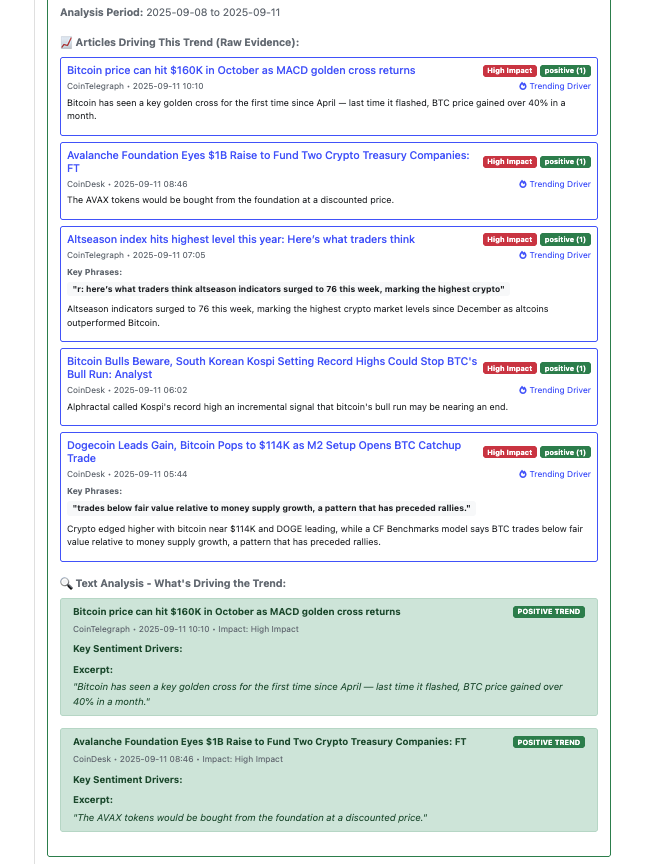 Analysis Period: 2025-09-08 to 2025-09-11
📈 Articles Driving This Trend (Raw Evidence):
Bitcoin price can hit $160K in October as MACD golden cross returns
High Impact positive (1)
CoinTelegraph • 2025-09-11 10:10
Trending Driver
Bitcoin has seen a key golden cross for the first time since April — last time it flashed, BTC price gained over 40% in a
month.
Avalanche Foundation Eyes $1B Raise to Fund Two Crypto Treasury Companies:
FT
High Impact positive (1)
CoinDesk • 2025-09-11 08:46
Trending Driver
The AVAX tokens would be bought from the foundation at a discounted price.
Altseason index hits highest level this year: Here's what traders think
High Impact positive (1)
CoinTelegraph • 2025-09-11 07:05
Trending Driver
Key Phrases:
"r: here's what traders think altseason indicators surged to 76 this week, marking the highest crypto"
Altseason indicators surged to 76 this week, marking the highest crypto market levels since December as altcoins
outperformed Bitcoin.
Bitcoin Bulls Beware, South Korean Kospi Setting Record Highs Could Stop BTC's
Bull Run: Analyst
High Impact positive (1)
CoinDesk • 2025-09-11 06:02
Trending Driver
Alphractal called Kospi's record high an incremental signal that bitcoin's bull run may be nearing an end.
Dogecoin Leads Gain, Bitcoin Pops to $114K as M2 Setup Opens BTC Catchup
Trade
High Impact positive (1)
CoinDesk • 2025-09-11 05:44
Trending Driver
Key Phrases:
"trades below fair value relative to money supply growth, a pattern that has preceded rallies."
Crypto edged higher with bitcoin near $114K and DOGE leading, while a CF Benchmarks model says BTC trades below fair
value relative to money supply growth, a pattern that has preceded rallies.
🔍 Text Analysis - What's Driving the Trend:
Bitcoin price can hit $160K in October as MACD golden cross returns
POSITIVE TREND
CoinTelegraph • 2025-09-11 10:10 • Impact: High Impact
Key Sentiment Drivers:
Excerpt:
"Bitcoin has seen a key golden cross for the first time since April — last time it flashed, BTC price gained over
40% in a month."
Avalanche Foundation Eyes $1B Raise to Fund Two Crypto Treasury Companies: FT
POSITIVE TREND
CoinDesk • 2025-09-11 08:46 • Impact: High Impact
Key Sentiment Drivers:
Excerpt:
"The AVAX tokens would be bought from the foundation at a discounted price."